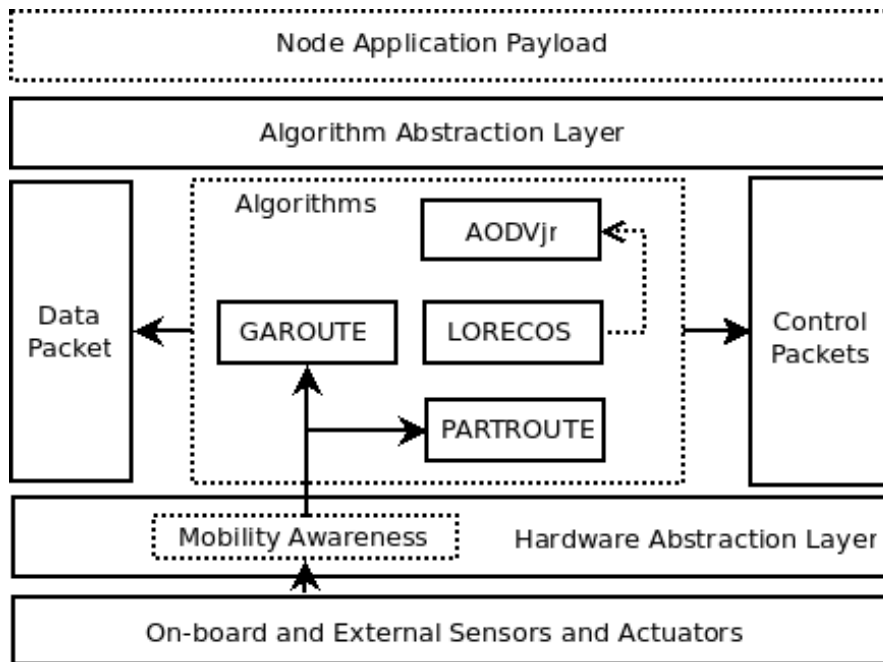 Node Application Payload
Algorithm Abstraction Layer
Algorithms
AODVjr
Data
Packet
GAROUTE
LORECOS
Control
Packets
PARTROUTE
Mobility Awareness
Hardware Abstraction Layer
On-board and External Sensors and Actuators